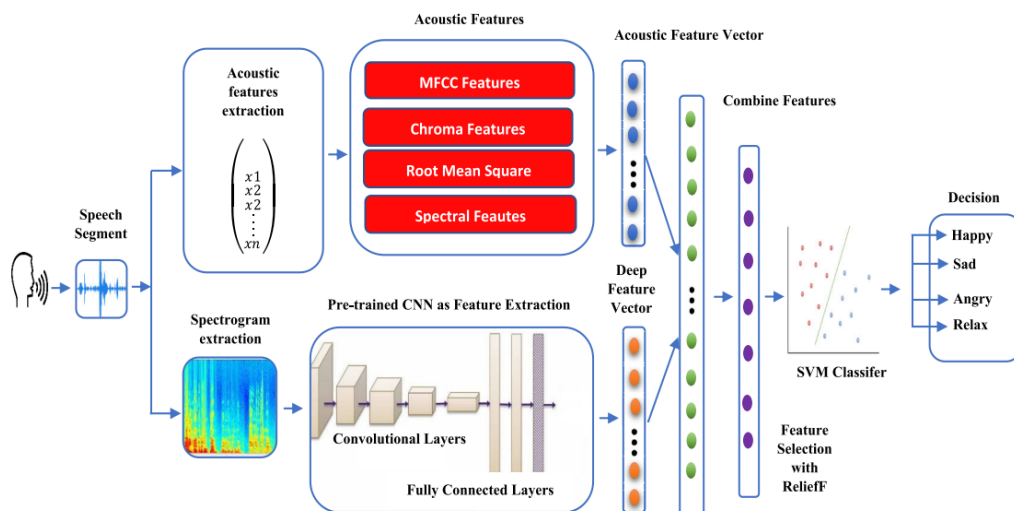 Acoustic Features
Acoustic
features
extraction
x1
x2
x2
⋮
xn
MFCC Features
Chroma Features
Root Mean Square
Spectral Feautes
Acoustic Feature Vector
Combine Features
Speech
Segment
Spectrogram
extraction
Pre-trained CNN as Feature Extraction
Convolutional Layers
Fully Connected Layers
Deep
Feature
Vector
Feature
Selection
with
ReliefF
SVM Classifer
Decision
Happy
Sad
Angry
Relax